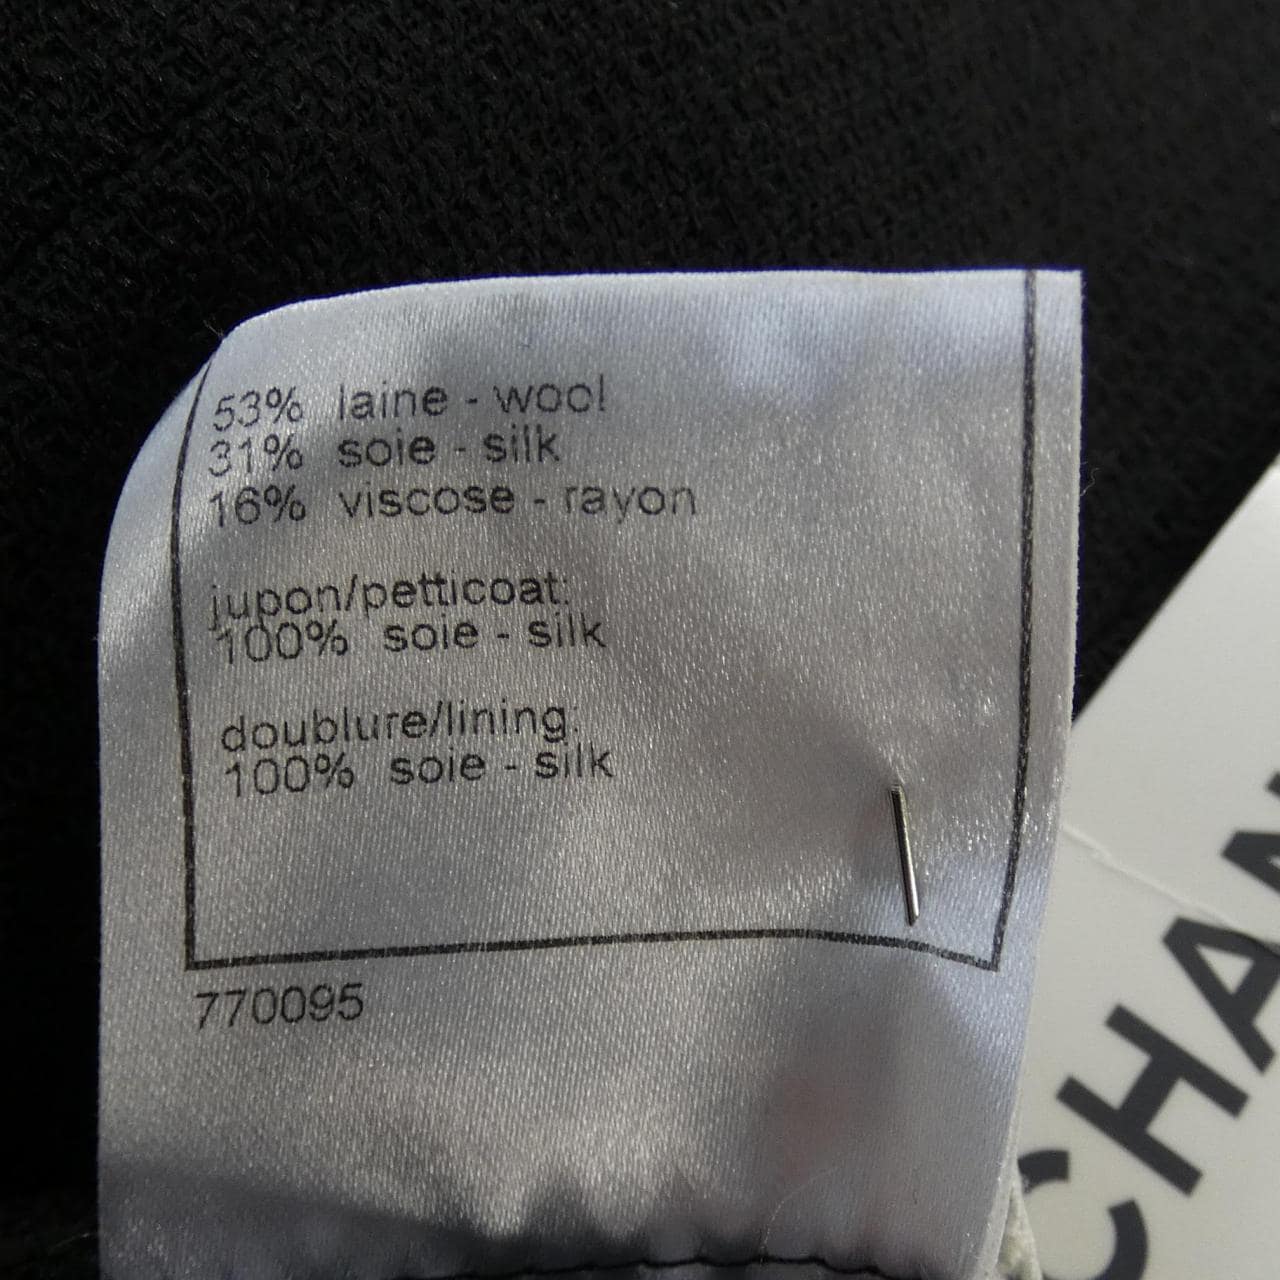 53% laine - wool
31% soie - silk
16% viscose - rayon
jupon/petticoat:
100% soie - silk
doublure/lining:
100% soie - silk
770095
CHAN